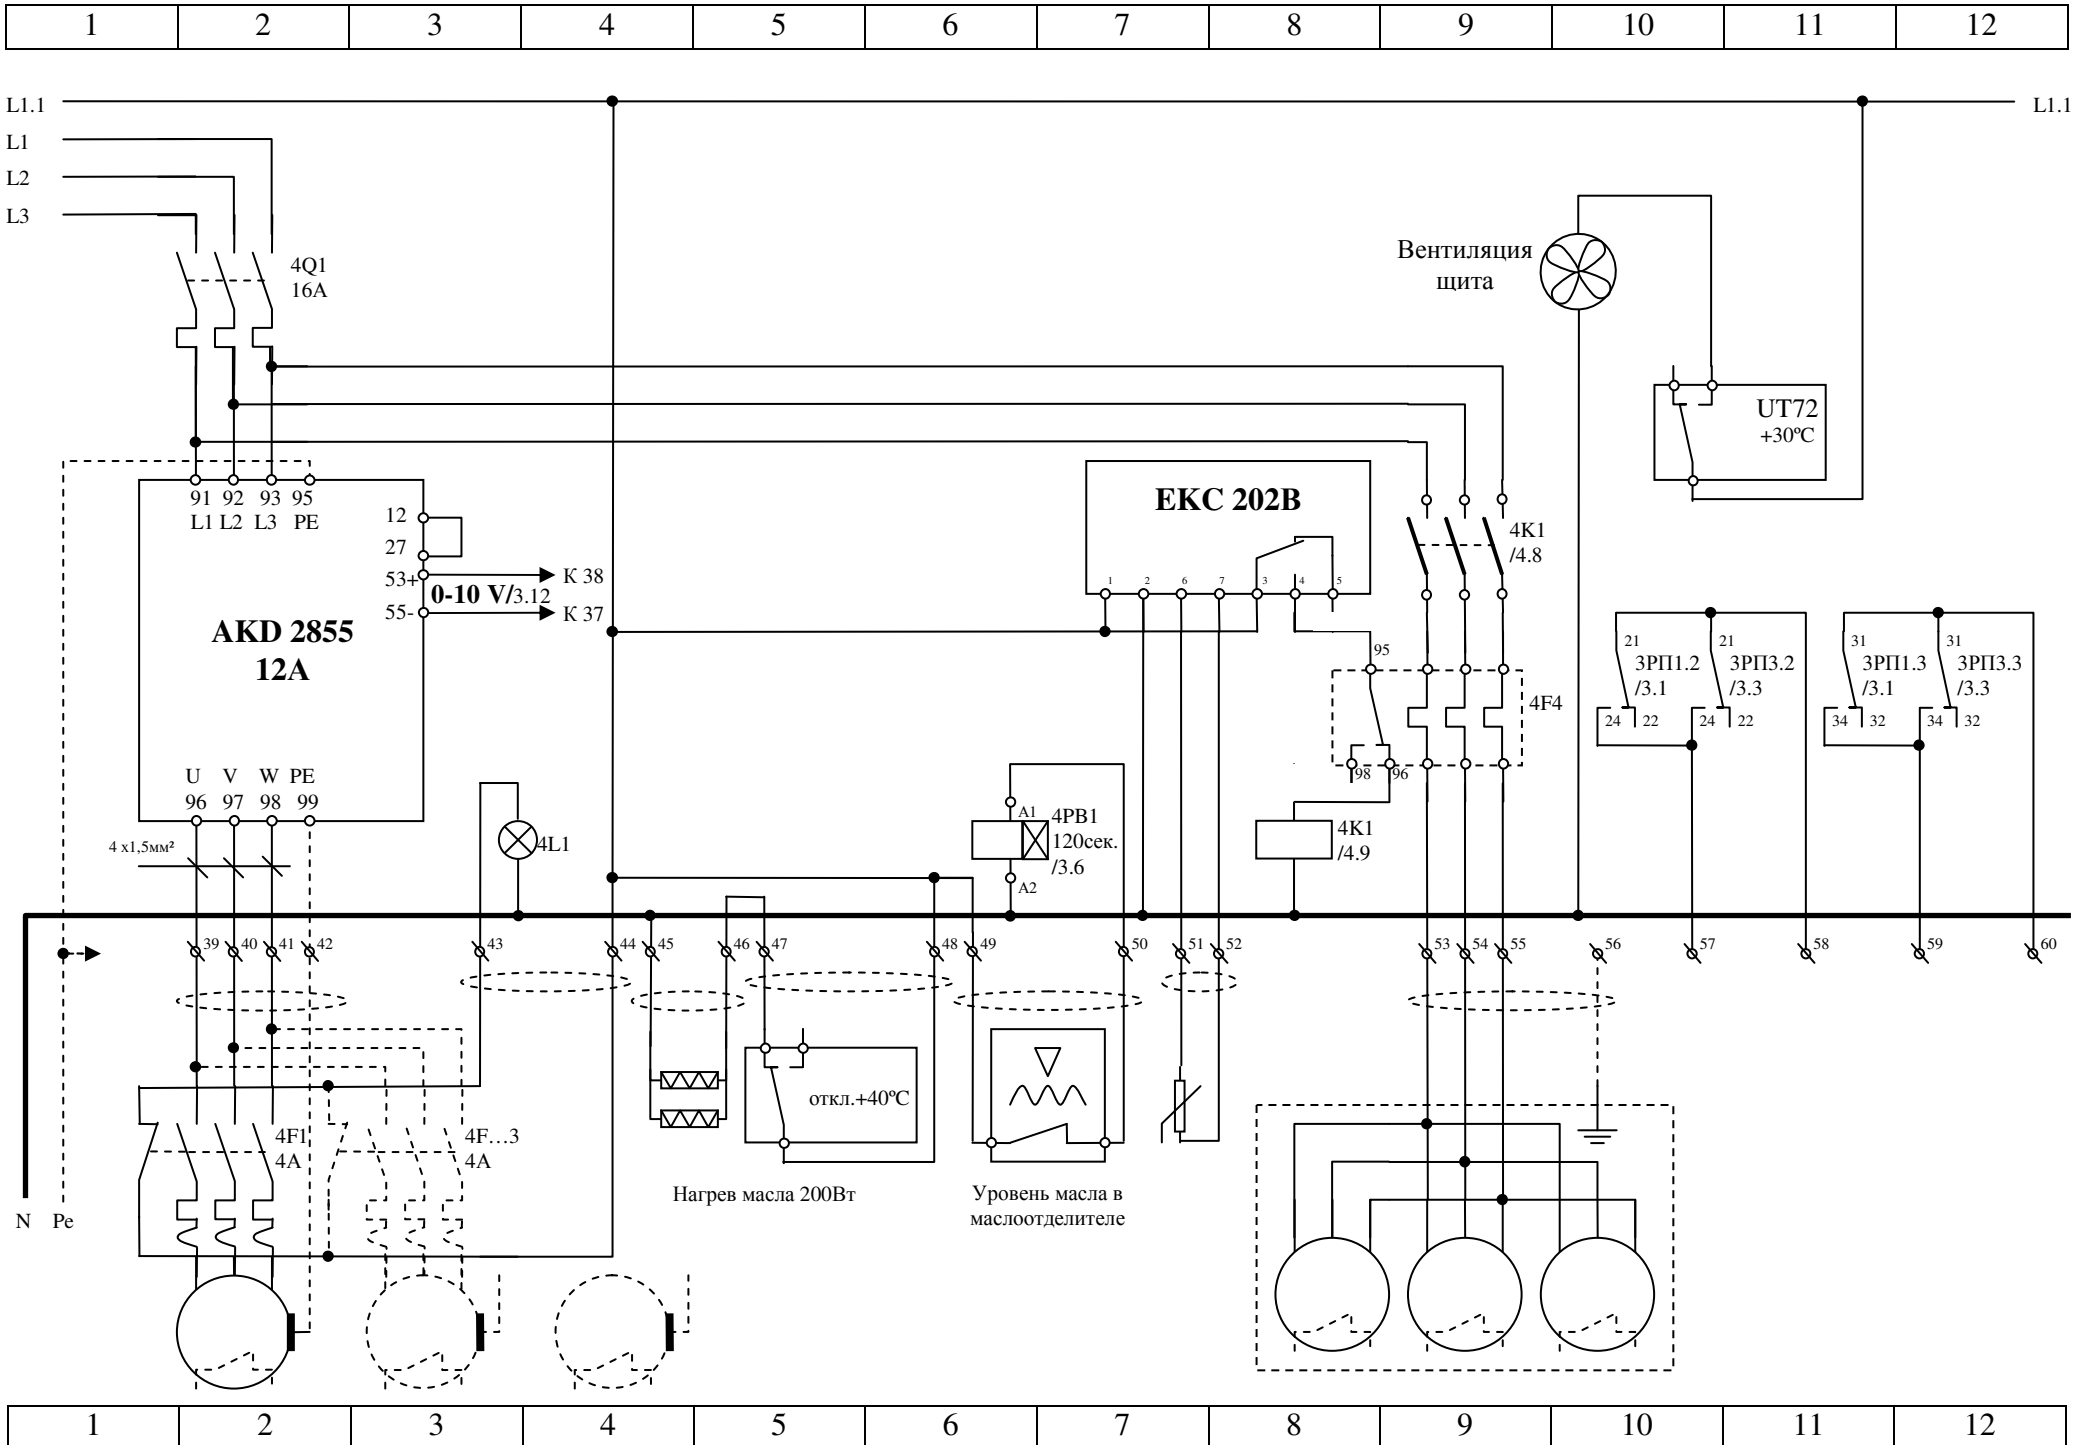 1 2 3 4 5 6 7 8 9 10 11 12
L1.1 L1.1
L1
L2
L3
4Q1
16А
Вентиляция
щита
UT72
+30ºС
91 92 93 95
L1 L2 L3 PE
12
27
53+
55-
K 38
0-10 V/3.12
K 37
AKD 2855
12A
U V W PE
96 97 98 99
EKC 202B
1 2 6 7 3 4 5
4K1
/4.8
95
4F4
98 96
21
3РП1.2
/3.1
24 22
21
3РП3.2
/3.3
24 22
31
3РП1.3
/3.1
34 32
31
3РП3.3
/3.3
34 32
4 x1,5мм²
4L1
A1
4РВ1
120сек.
/3.6
A2
4K1
/4.9
39 40 41 42 43 44 45 46 47 48 49 50 51 52 53 54 55 56 57 58 59 60
4F1
4A
4F…3
4A
откл.+40ºС
Нагрев масла 200Вт
Уровень масла в
маслоотделителе
N Pe
1 2 3 4 5 6 7 8 9 10 11 12